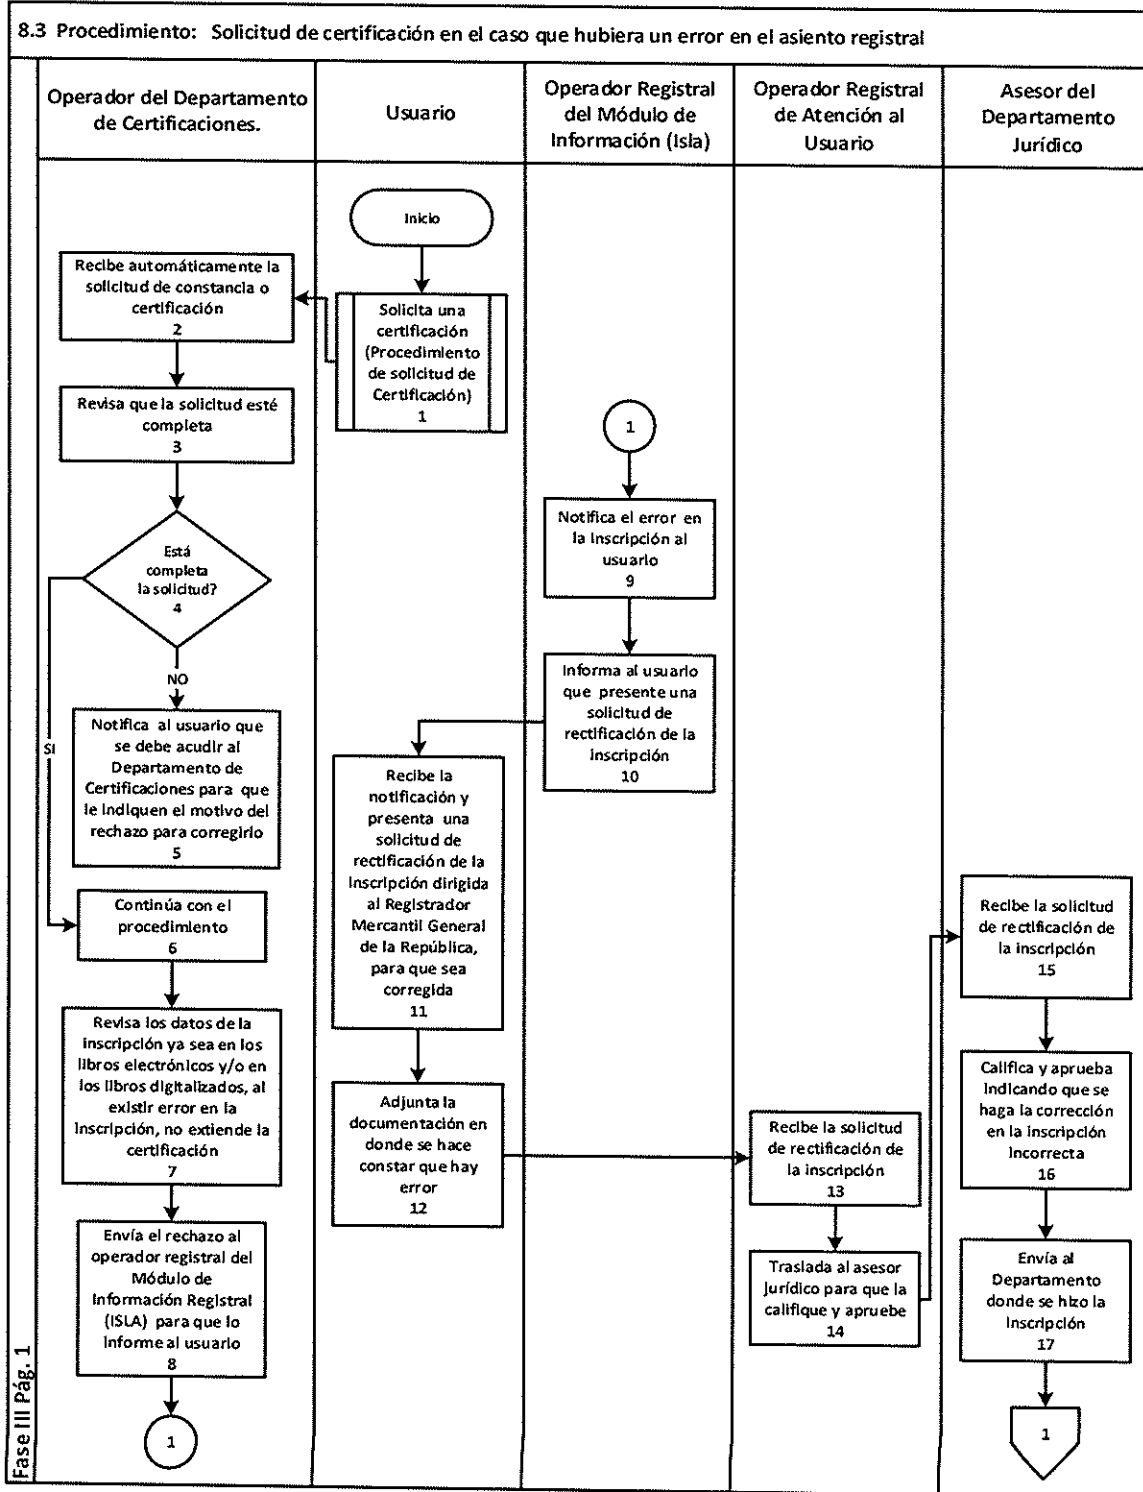 8.3 Procedimiento: Solicitud de certificación en el caso que hubiera un error en el asiento registral
Operador del Departamento
de Certificaciones.
Usuario
Operador Registral
del Módulo de
Información (Isla)
Operador Registral
de Atención al
Usuario
Asesor del
Departamento
Jurídico
Inicio
Solicita una
certificación
(Procedimiento
de solicitud de
Certificación)
1
Recibe automáticamente la
solicitud de constancia o
certificación
2
Revisa que la solicitud esté
completa
3
Está
completa
la solicitud?
4
NO
SI
Notifica al usuario que
se debe acudir al
Departamento de
Certificaciones para que
le indiquen el motivo del
rechazo para corregirlo
5
Continúa con el
procedimiento
6
Revisa los datos de la
inscripción ya sea en los
libros electrónicos y/o en
los libros digitalizados, al
existir error en la
inscripción, no extiende la
certificación
7
Envía el rechazo al
operador registral del
Módulo de
Información Registral
(ISLA) para que lo
informe al usuario
8
1
1
Notifica el error en
la inscripción al
usuario
9
Informa al usuario
que presente una
solicitud de
rectificación de la
inscripción
10
Recibe la
notificación y
presenta una
solicitud de
rectificación de la
inscripción dirigida
al Registrador
Mercantil General
de la República,
para que sea
corregida
11
Adjunta la
documentación en
donde se hace
constar que hay
error
12
Recibe la solicitud
de rectificación de
la inscripción
13
Traslada al asesor
jurídico para que la
califique y apruebe
14
Recibe la solicitud
de rectificación de
la inscripción
15
Califica y aprueba
indicando que se
haga la corrección
en la inscripción
incorrecta
16
Envía al
Departamento
donde se hizo la
inscripción
17
1
Fase III Pág. 1